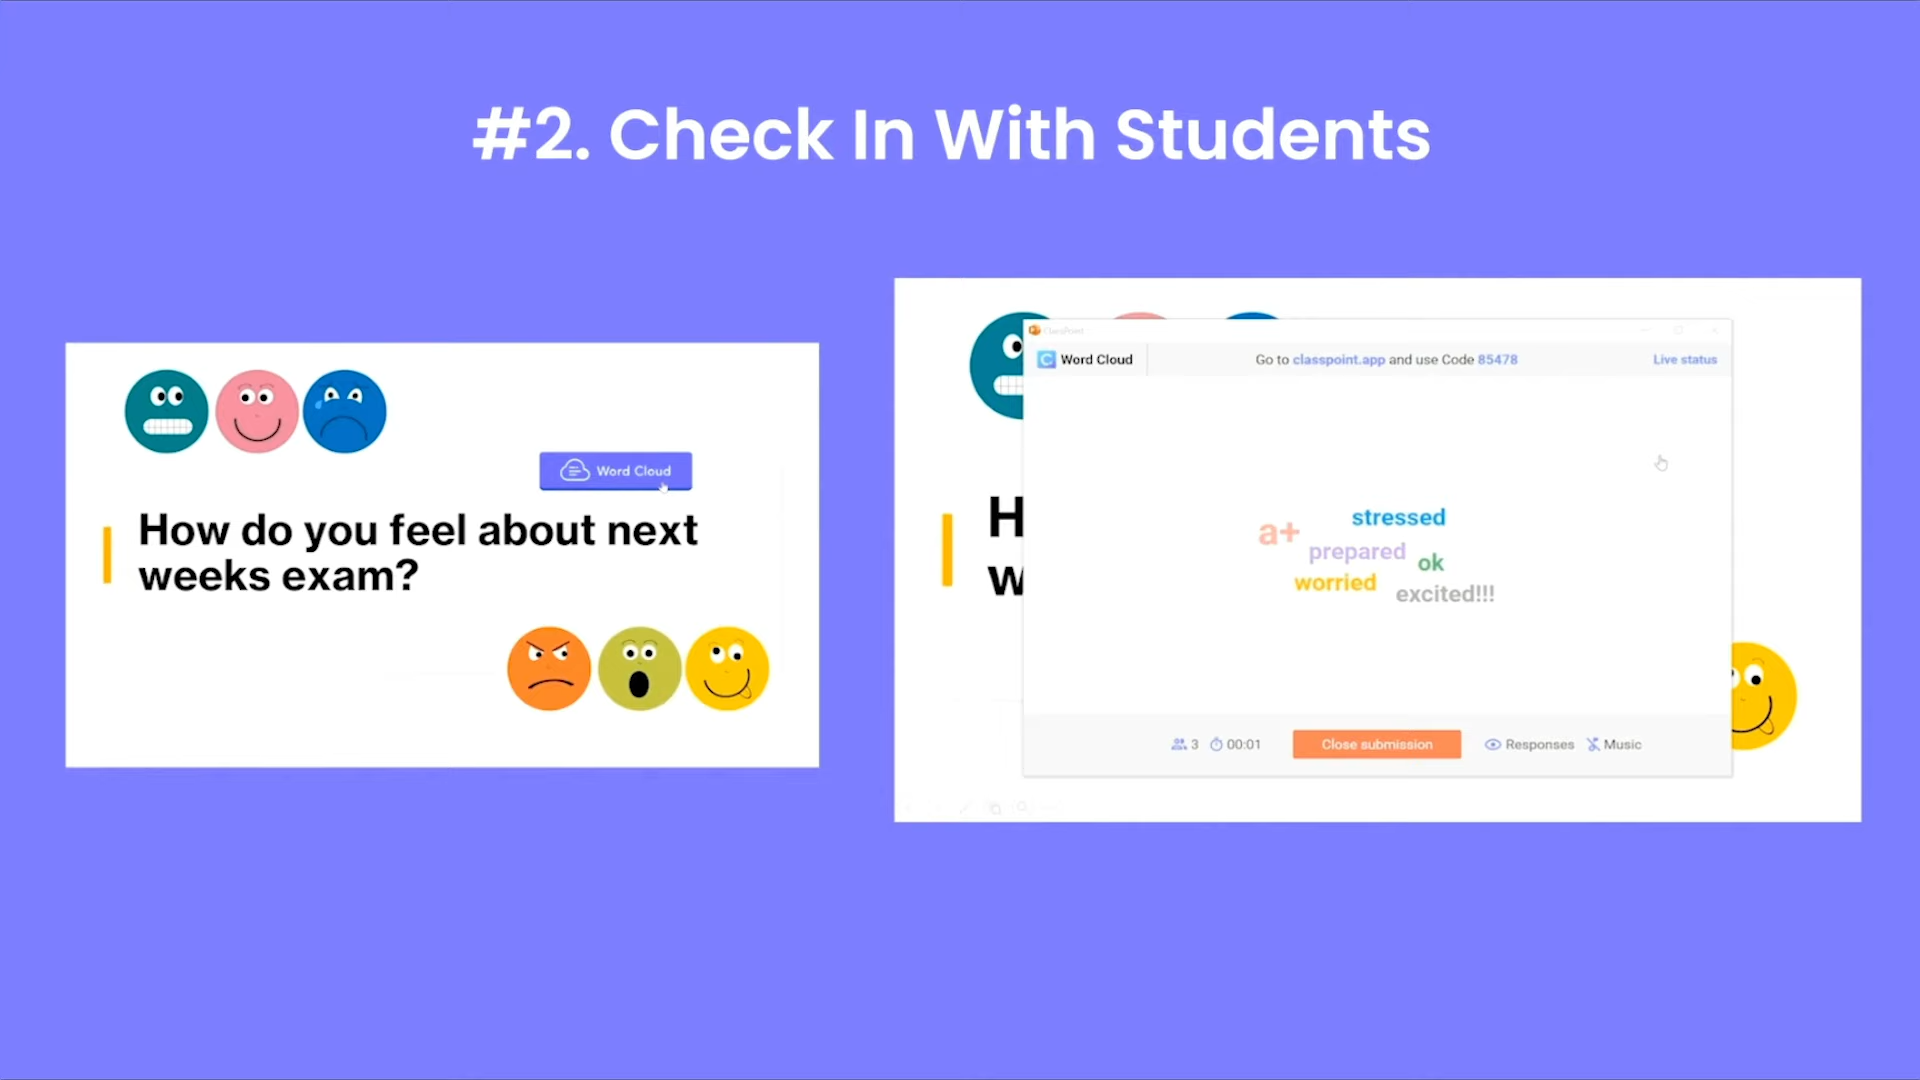 #2. Check In With Students
Word Cloud
How do you feel about next
weeks exam?
ClassPoint
Word Cloud
Go to classpoint.app and use Code 85478
Live status
H
w
stressed
a+
prepared
ok
worried
excited!!!
3
00:01
Close submission
Responses
Music